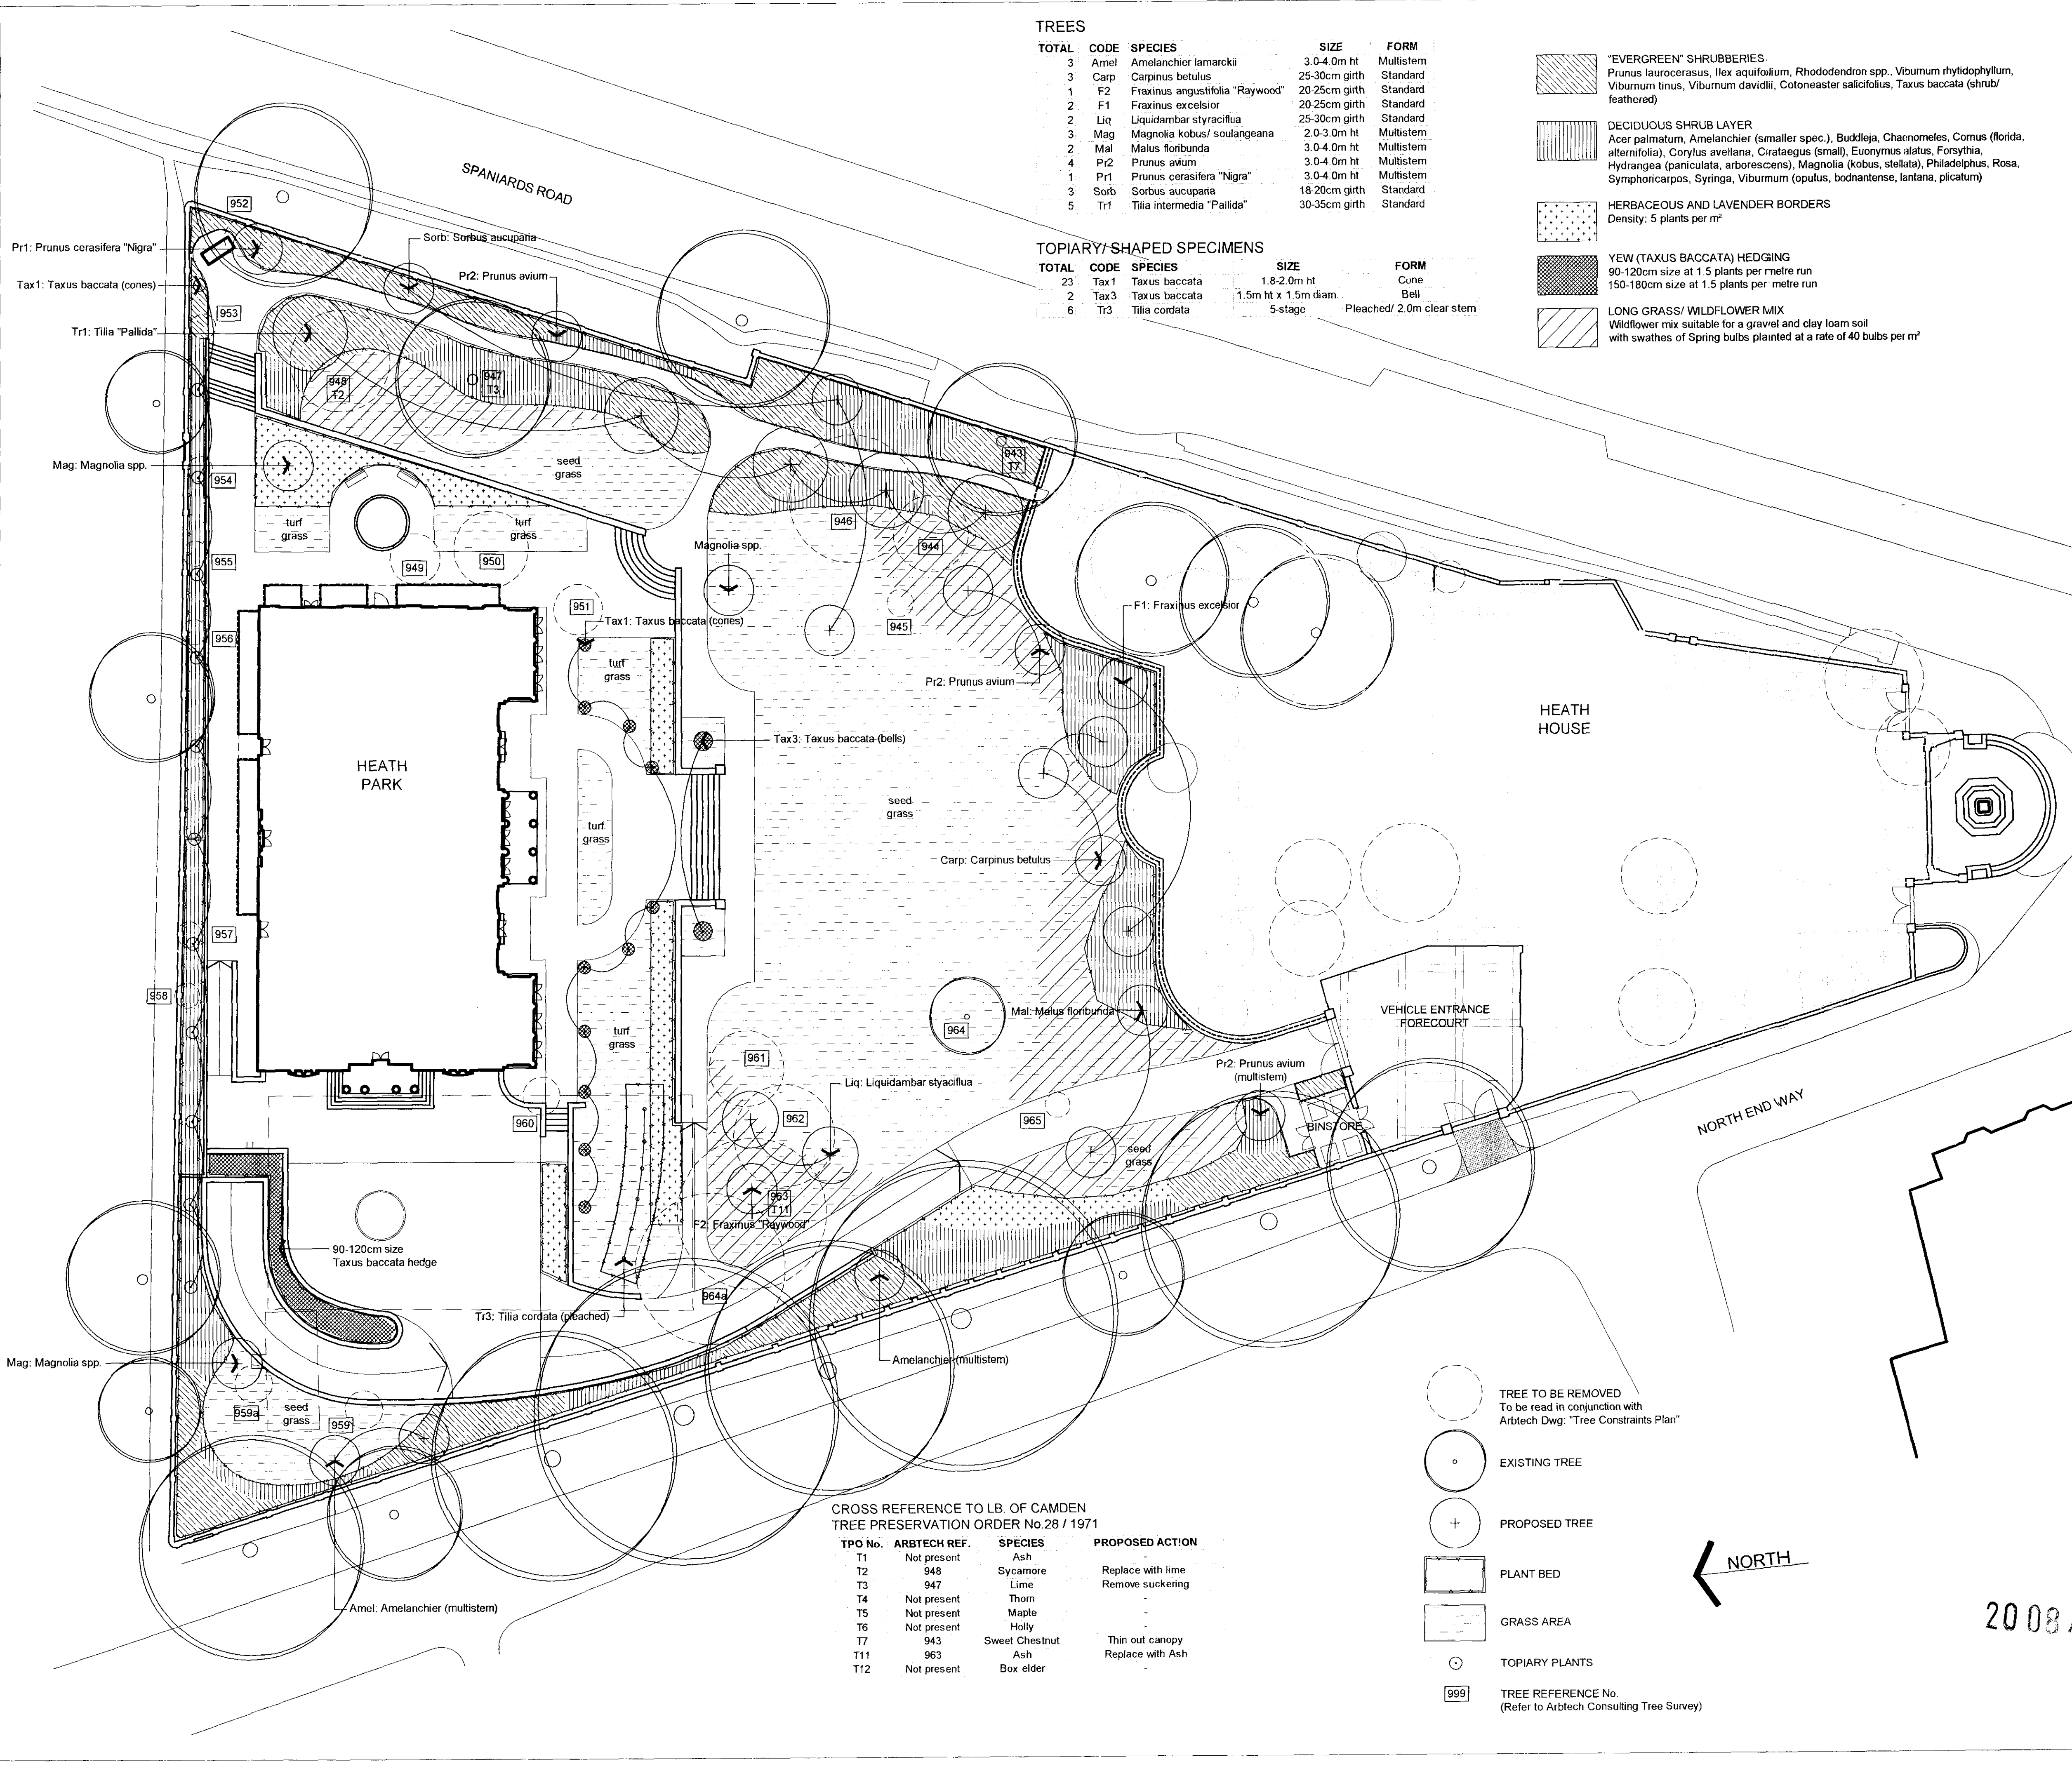 TREES
TOTAL CODE SPECIES SIZE FORM
3 Amel Amelanchier lamarckii 3.0-4.0m ht Multistem
3 Carp Carpinus betulus 25-30cm girth Standard
1 F2 Fraxinus angustifolia "Raywood" 20-25cm girth Standard
2 F1 Fraxinus excelsior 20-25cm girth Standard
2 Liq Liquidambar styraciflua 25-30cm girth Standard
3 Mag Magnolia kobus/ soulangeana 2.0-3.0m ht Multistem
2 Mal Malus floribunda 3.0-4.0m ht Multistem
4 Pr2 Prunus avium 3.0-4.0m ht Multistem
1 Pr1 Prunus cerasifera "Nigra" 3.0-4.0m ht Multistem
3 Sorb Sorbus aucuparia 18-20cm girth Standard
5 Tr1 Tilia intermedia "Pallida" 30-35cm girth Standard
TOPIARY/ SHAPED SPECIMENS
TOTAL CODE SPECIES SIZE FORM
23 Tax1 Taxus baccata 1.8-2.0m ht Cone
2 Tax3 Taxus baccata 1.5m ht x 1.5m diam. Bell
6 Tr3 Tilia cordata 5-stage Pleached/ 2.0m clear stem
"EVERGREEN" SHRUBBERIES
Prunus laurocerasus, Ilex aquifolium, Rhododendron spp., Viburnum rhytidophyllum,
Viburnum tinus, Viburnum davidii, Cotoneaster salicifolius, Taxus baccata (shrub/
feathered)
DECIDUOUS SHRUB LAYER
Acer palmatum, Amelanchier (smaller spec.), Buddleja, Chaenomeles, Cornus (florida,
alternifolia), Corylus avellana, Crataegus (small), Euonymus alatus, Forsythia,
Hydrangea (paniculata, arborescens), Magnolia (kobus, stellata), Philadelphus, Rosa,
Symphoricarpos, Syringa, Viburnum (opulus, bodnantense, lantana, plicatum)
HERBACEOUS AND LAVENDER BORDERS
Density: 5 plants per m²
YEW (TAXUS BACCATA) HEDGING
90-120cm size at 1.5 plants per metre run
150-180cm size at 1.5 plants per metre run
LONG GRASS/ WILDFLOWER MIX
Wildflower mix suitable for a gravel and clay loam soil
with swathes of Spring bulbs planted at a rate of 40 bulbs per m²
SPANIARDS ROAD
952
Pr1: Prunus cerasifera "Nigra"
Sorb: Sorbus aucuparia
Pr2: Prunus avium
Tax1: Taxus baccata (cones)
953
Tr1: Tilia "Pallida"
948
T2
947
T3
943
T7
Mag: Magnolia spp.
seed
grass
954
turf
grass
turf
grass
946
944
Magnolia spp.
955
949
950
951
F1: Fraxinus excelsior
Tax1: Taxus baccata (cones)
945
956
turf
grass
Pr2: Prunus avium
HEATH
HOUSE
Tax3: Taxus baccata (bells)
HEATH
PARK
seed
grass
turf
grass
Carp: Carpinus betulus
957
958
Mal: Malus floribunda
VEHICLE ENTRANCE
FORECOURT
964
turf
grass
961
Pr2: Prunus avium
(multistem)
Liq: Liquidambar styaciflua
NORTH END WAY
960
962
965
BINSTORE
seed
grass
963
T11
F2: Fraxinus "Raywood"
90-120cm size
Taxus baccata hedge
964a
Tr3: Tilia cordata (pleached)
Amelanchier (multistem)
Mag: Magnolia spp.
959a
seed
grass
959
Amel: Amelanchier (multistem)
CROSS REFERENCE TO LB. OF CAMDEN
TREE PRESERVATION ORDER No.28 / 1971
TPO No. ARBTECH REF. SPECIES PROPOSED ACTION
T1 Not present Ash -
T2 948 Sycamore Replace with lime
T3 947 Lime Remove suckering
T4 Not present Thorn -
T5 Not present Maple -
T6 Not present Holly -
T7 943 Sweet Chestnut Thin out canopy
T11 963 Ash Replace with Ash
T12 Not present Box elder -
TREE TO BE REMOVED
To be read in conjunction with
Arbtech Dwg: "Tree Constraints Plan"
EXISTING TREE
PROPOSED TREE
PLANT BED
GRASS AREA
TOPIARY PLANTS
999 TREE REFERENCE No.
(Refer to Arbtech Consulting Tree Survey)
NORTH
2008